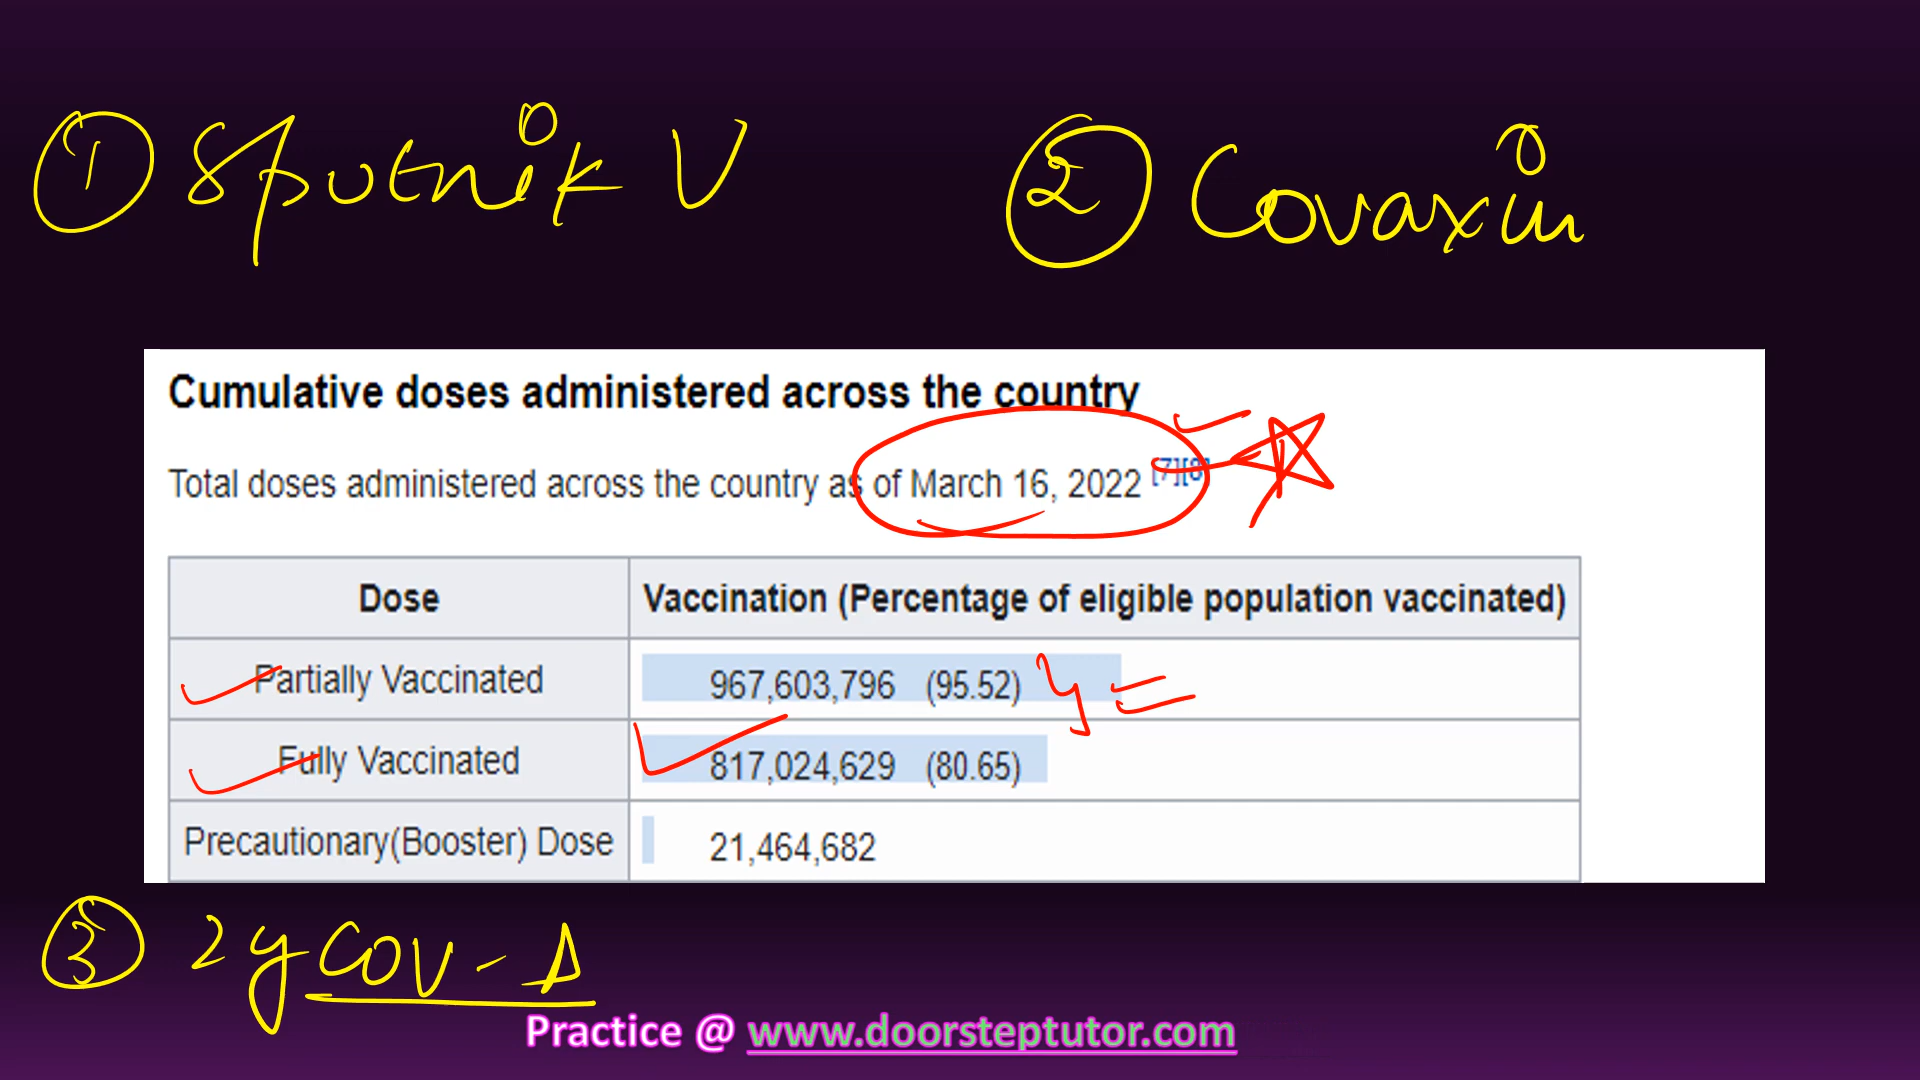 ① Sputnik V
② Covaxin
Cumulative doses administered across the country
Total doses administered across the country as of March 16, 2022 [7][8]
Dose Vaccination (Percentage of eligible population vaccinated)
Partially Vaccinated 967,603,796 (95.52)
Fully Vaccinated 817,024,629 (80.65)
Precautionary(Booster) Dose 21,464,682
③ ZyCOV-D
Practice @ www.doorsteptutor.com